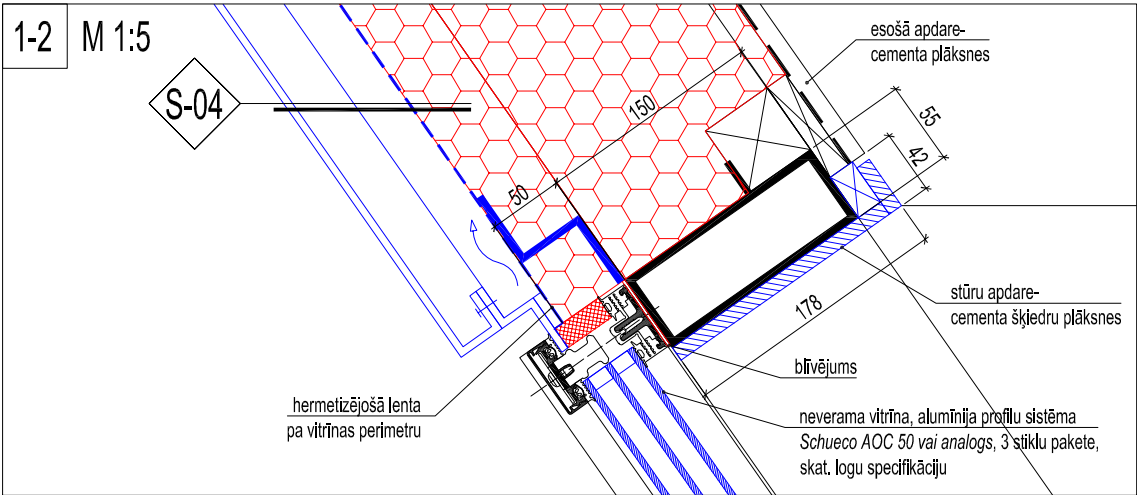 1-2 M 1:5
S-04
esošā apdare-
cementa plāksnes
150
55
42
50
178
stūru apdare-
cementa šķiedru plāksnes
blīvējums
hermetizējošā lenta
pa vitrīnas perimetru
neverama vitrīna, alumīnija profilu sistēma
Schueco AOC 50 vai analogs, 3 stiklu pakete,
skat. logu specifikāciju